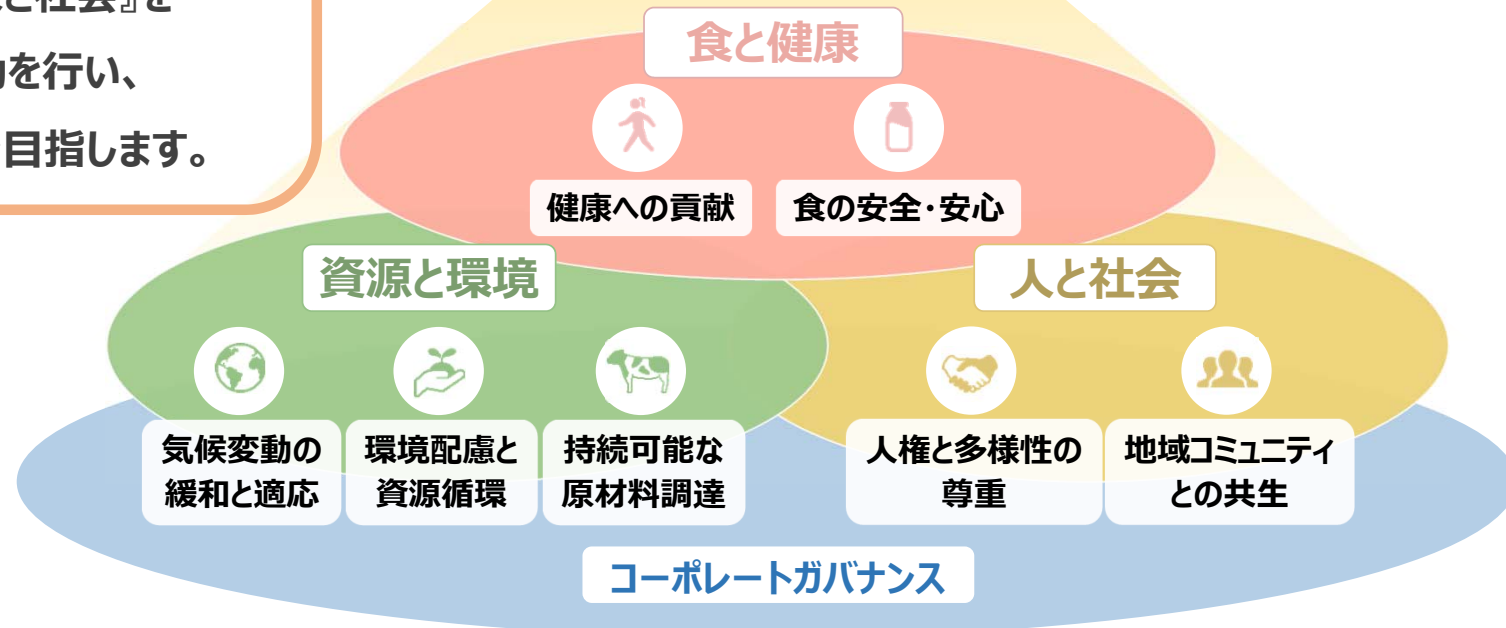 と社会』を
を行い、
目指します。
食と健康
健康への貢献
食の安全・安心
資源と環境
人と社会
気候変動の
緩和と適応
環境配慮と
資源循環
持続可能な
原材料調達
人権と多様性の
尊重
地域コミュニティ
との共生
コーポレートガバナンス